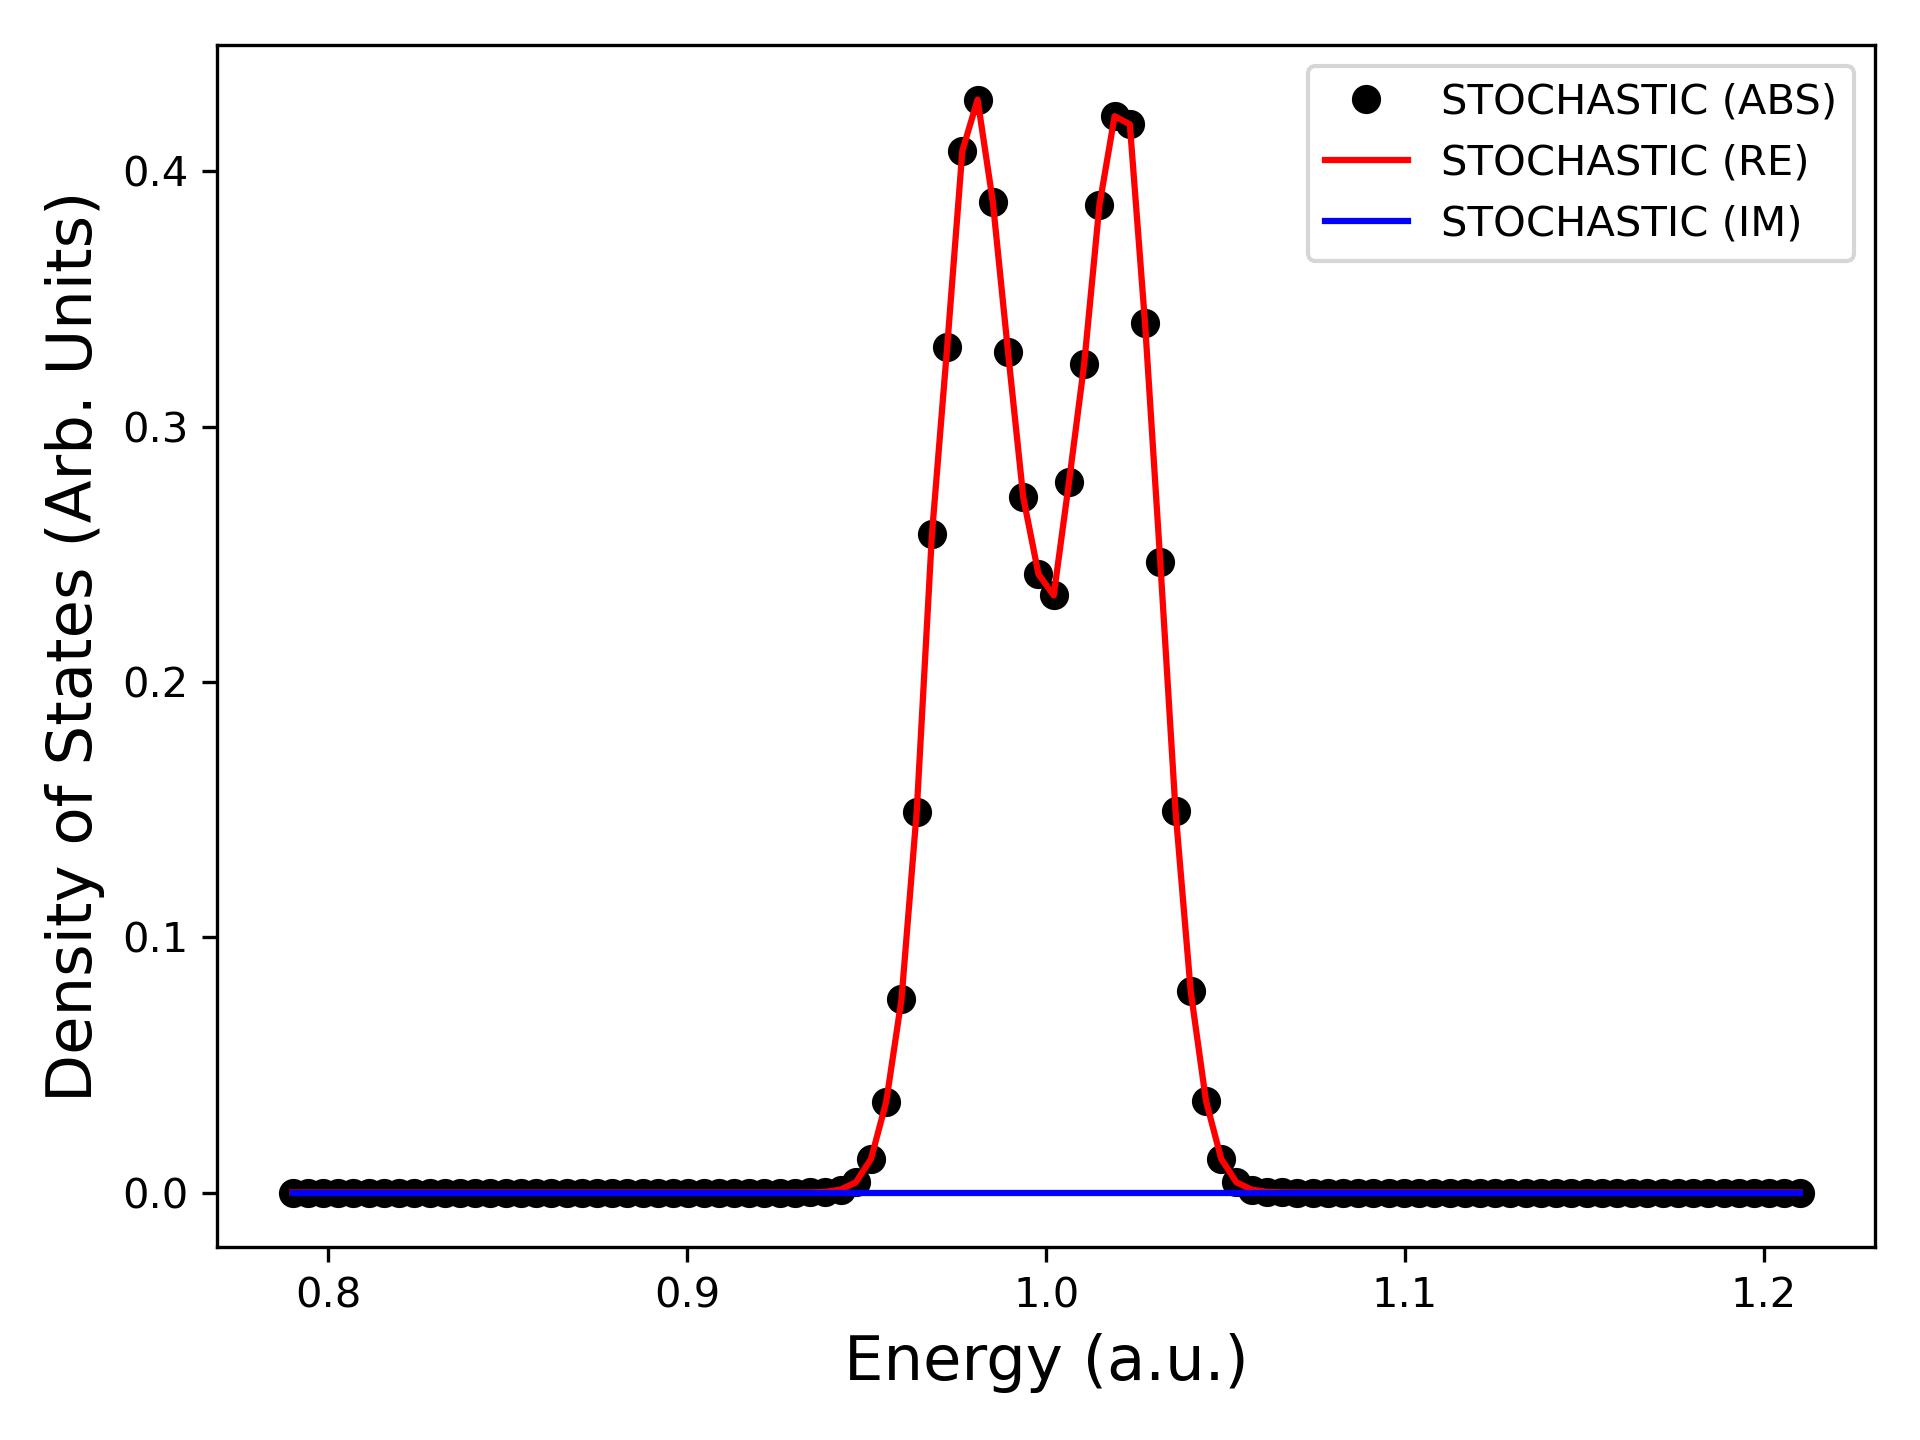 STOCHASTIC (ABS)
STOCHASTIC (RE)
STOCHASTIC (IM)
Density of States (Arb. Units)
0.4
0.3
0.2
0.1
0.0
0.8 0.9 1.0 1.1 1.2
Energy (a.u.)